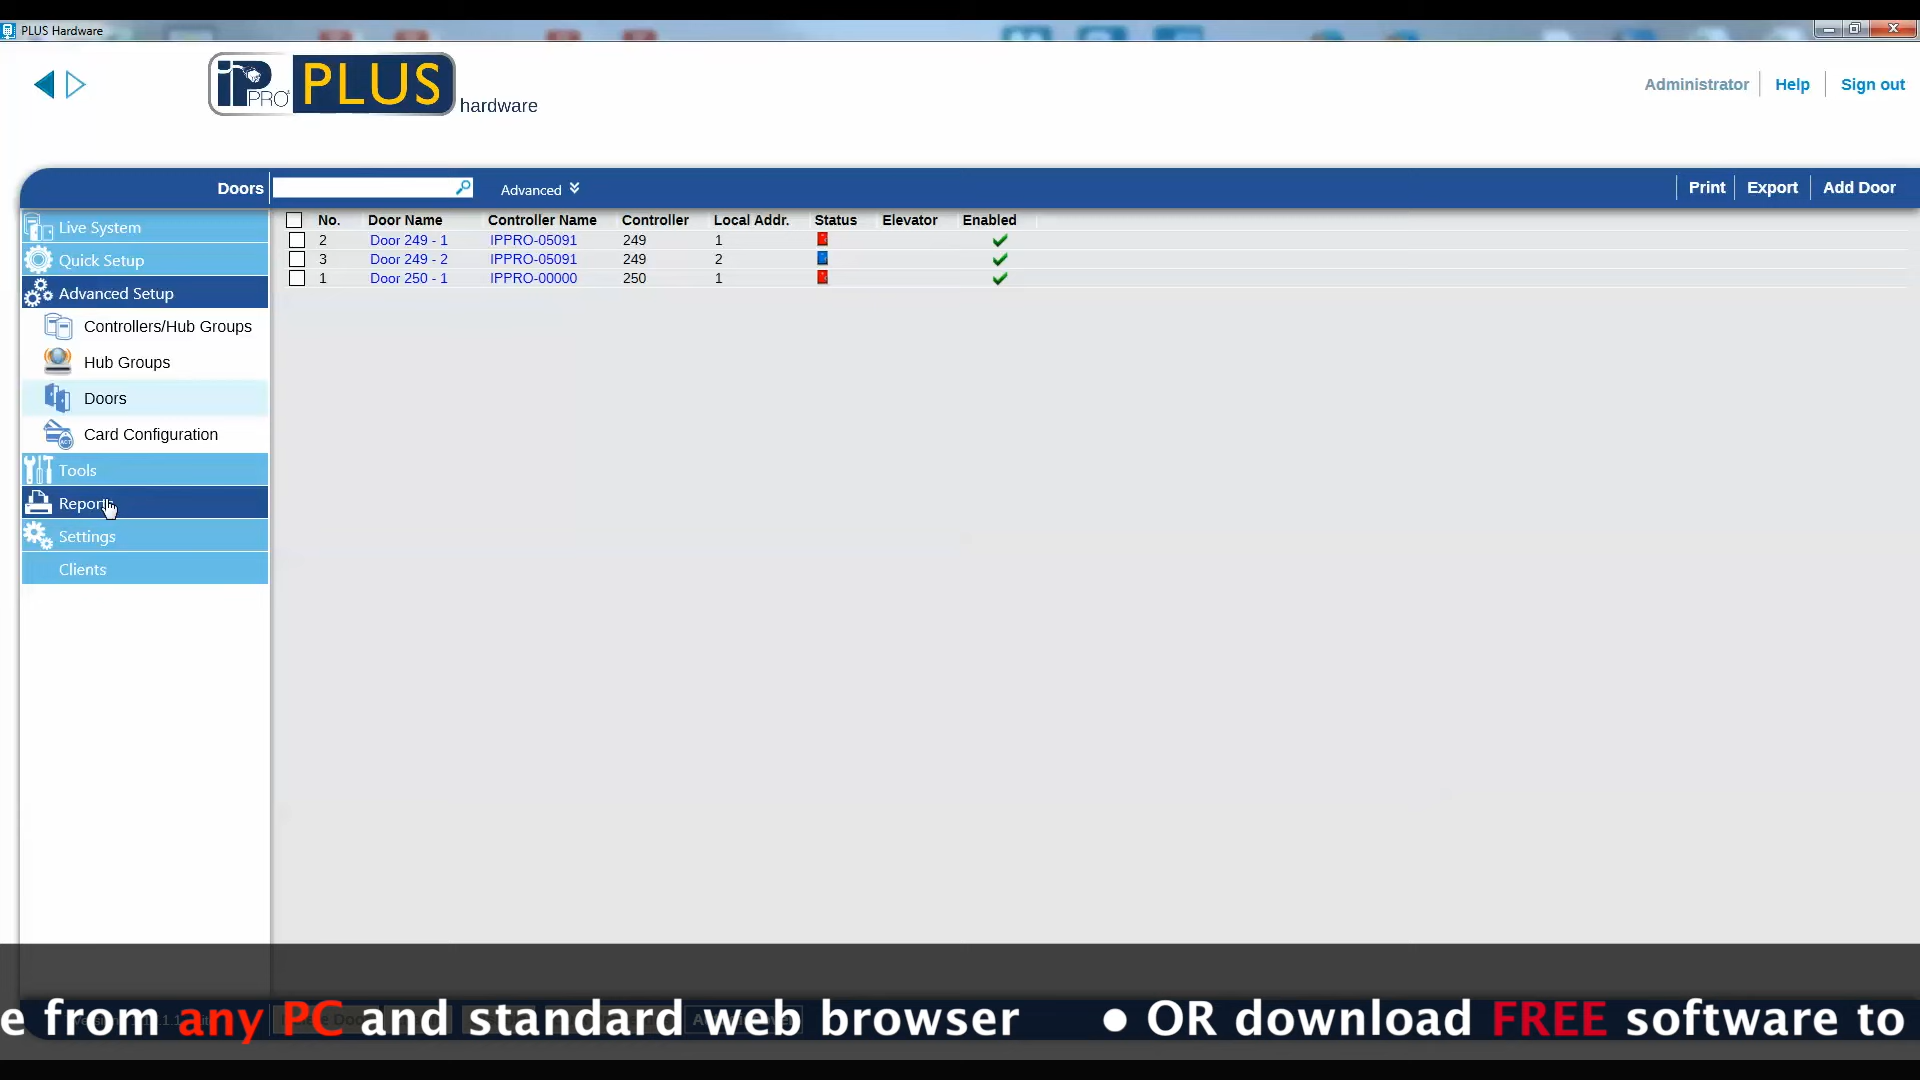 PLUS Hardware
IP PRO PLUS hardware
Administrator Help Sign out
Doors Advanced Print Export Add Door
Live System
Quick Setup
Advanced Setup
Controllers/Hub Groups
Hub Groups
Doors
Card Configuration
Tools
Reports
Settings
Clients
No. Door Name Controller Name Controller Local Addr. Status Elevator Enabled
2 Door 249 - 1 IPPRO-05091 249 1
3 Door 249 - 2 IPPRO-05091 249 2
1 Door 250 - 1 IPPRO-00000 250 1
e from any PC and standard web browser • OR download FREE software to